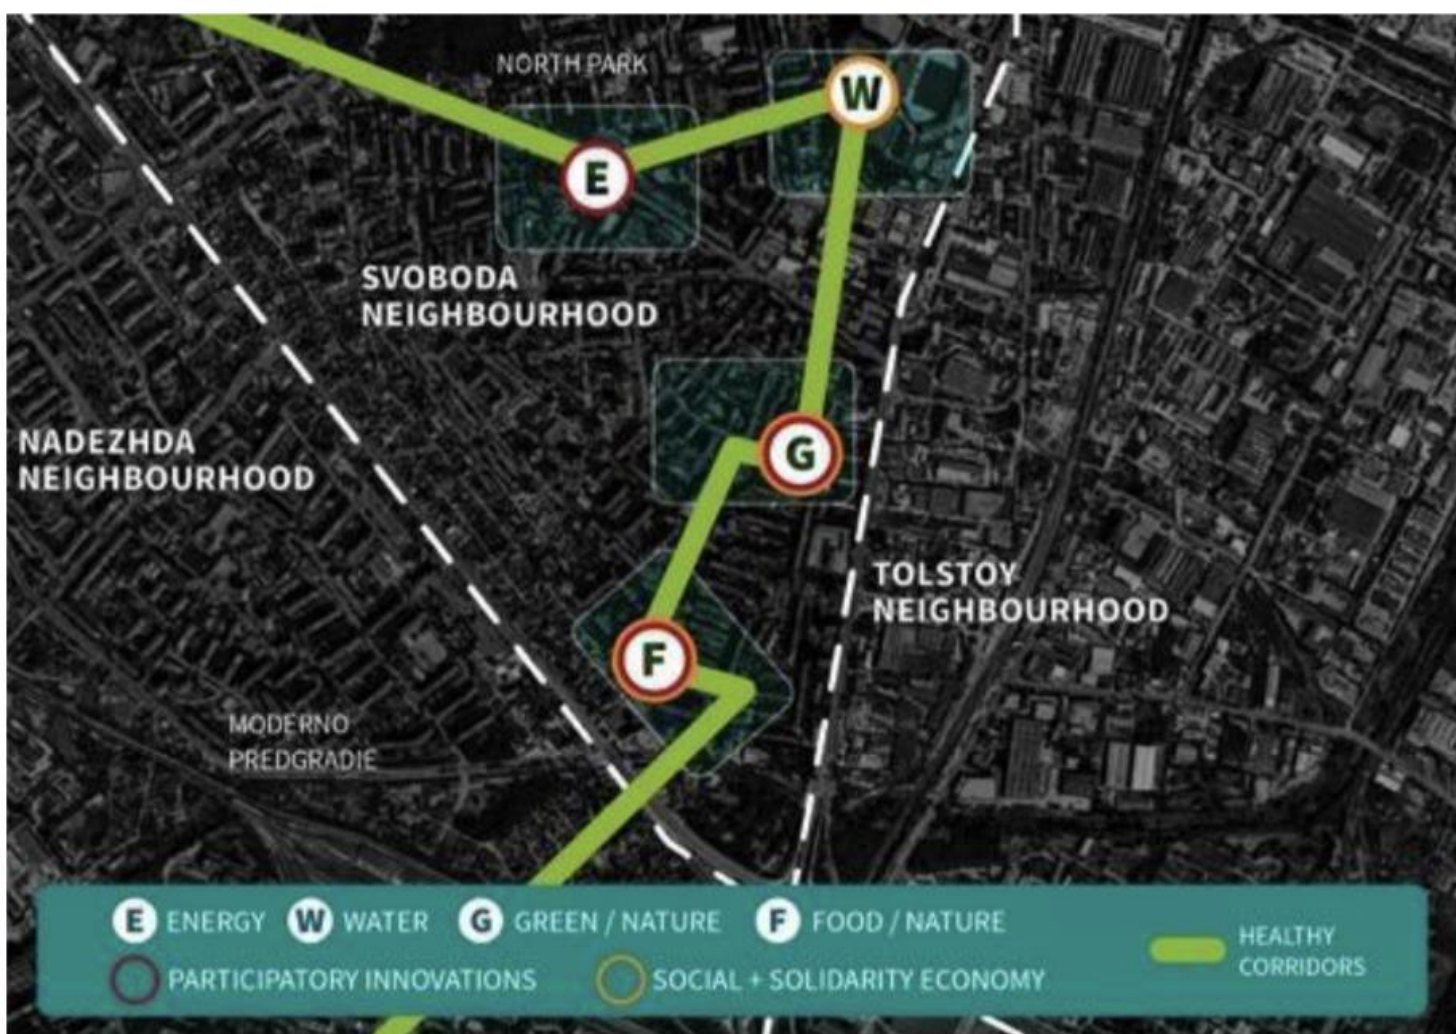 NORTH PARK
W
E
SVOBODA
NEIGHBOURHOOD
NADEZHDA
NEIGHBOURHOOD
G
TOLSTOY
NEIGHBOURHOOD
F
MODERNO
PREDGRADIE
E ENERGY W WATER G GREEN / NATURE F FOOD / NATURE
PARTICIPATORY INNOVATIONS SOCIAL + SOLIDARITY ECONOMY
HEALTHY
CORRIDORS